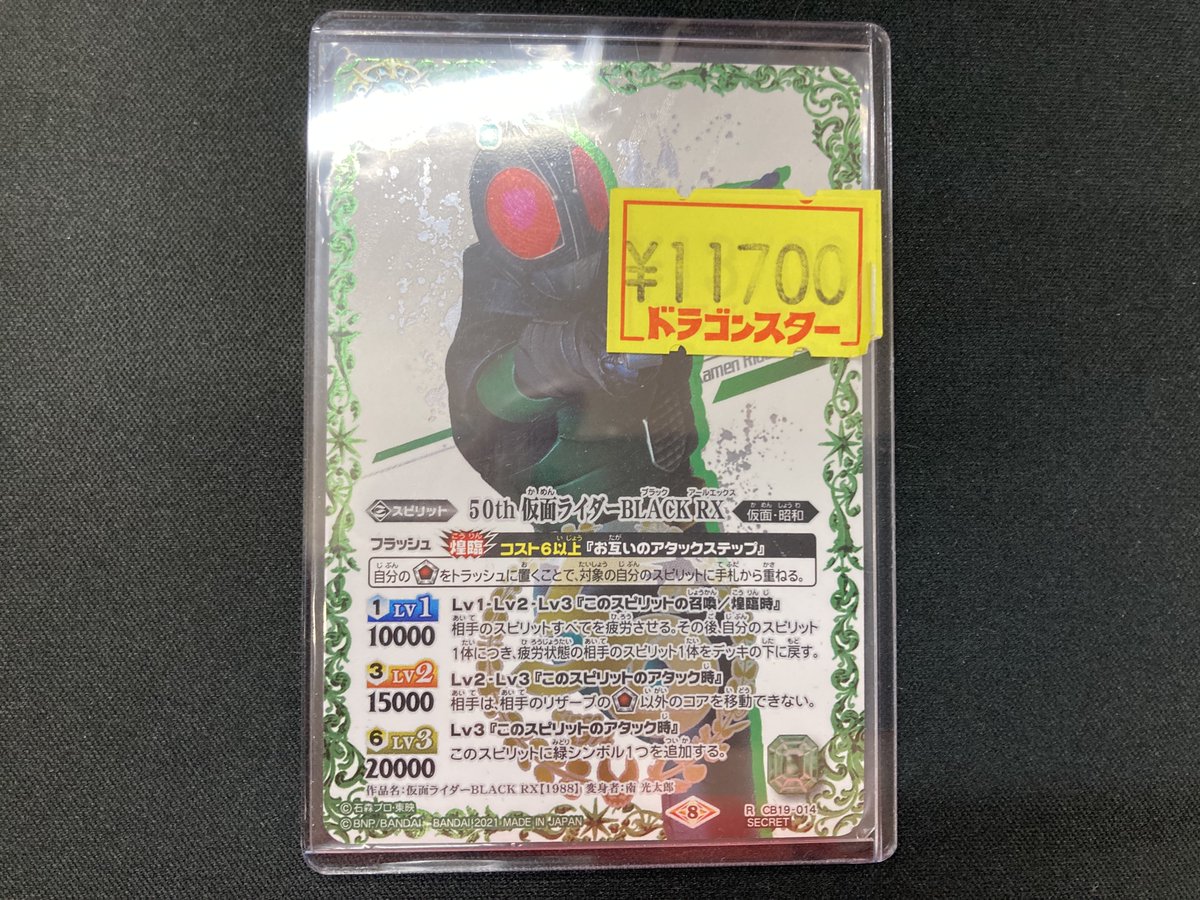 ¥11700
ドラゴンスター
スピリット
50th 仮面ライダーBLACK RX
仮面・昭和
フラッシュ 煌臨 コスト6以上『お互いのアタックステップ』
自分の をトラッシュに置くことで、対象の自分のスピリットに手札から重ねる。
1 LV1
10000
Lv1-Lv2-Lv3『このスピリットの召喚/煌臨時』
相手のスピリットすべてを疲労させる。その後、自分のスピリット
1体につき、疲労状態の相手のスピリット1体をデッキの下に戻す。
3 LV2
15000
Lv2-Lv3『このスピリットのアタック時』
相手は、相手のリザーブの 以外のコアを移動できない。
6 LV3
20000
Lv3『このスピリットのアタック時』
このスピリットに緑シンボル1つを追加する。
作品名:仮面ライダーBLACK RX【1988】 変身者:南 光太郎
©石森プロ・東映
©BNP/BANDAI BANDAI 2021 MADE IN JAPAN
8
R CB19-014
SECRET